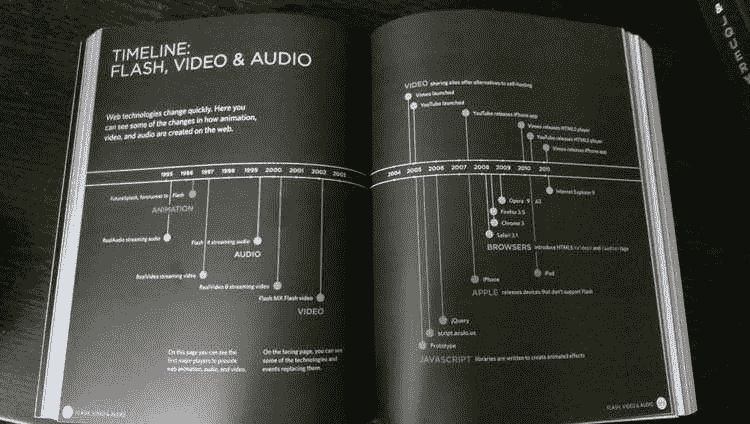 TIMELINE:
FLASH, VIDEO & AUDIO
Web technologies change quickly. Here you
can see some of the changes in how animation,
video, and audio are created on the web.
1995 1996 1997 1998 1999 2000 2001 2002 2003
FutureSplash, forerunner to Flash
ANIMATION
RealAudio streaming audio
Flash 4 streaming audio
AUDIO
RealVideo streaming video
RealVideo 8 streaming video
Flash MX Flash video
VIDEO
On this page you can see the
first major players to provide
web animation, audio, and video.
On the facing page, you can see
some of the technologies and
events replacing them.
FLASH, VIDEO & AUDIO
VIDEO sharing sites offer alternatives to self-hosting
Vimeo launched
YouTube launched
YouTube releases iPhone app
Vimeo releases HTML5 player
YouTube releases HTML5 player
Vimeo releases iPhone app
2004 2005 2006 2007 2008 2009 2010 2011
Internet Explorer 9
Opera
Firefox 3.5
Chrome 3
Safari 3.1
BROWSERS introduce HTML5 <video> and <audio> tags
iPad
iPhone
APPLE releases devices that don't support Flash
jQuery
script.aculo.us
Prototype
JAVASCRIPT libraries are written to create animated effects
FLASH, VIDEO & AUDIO
& JQUERY